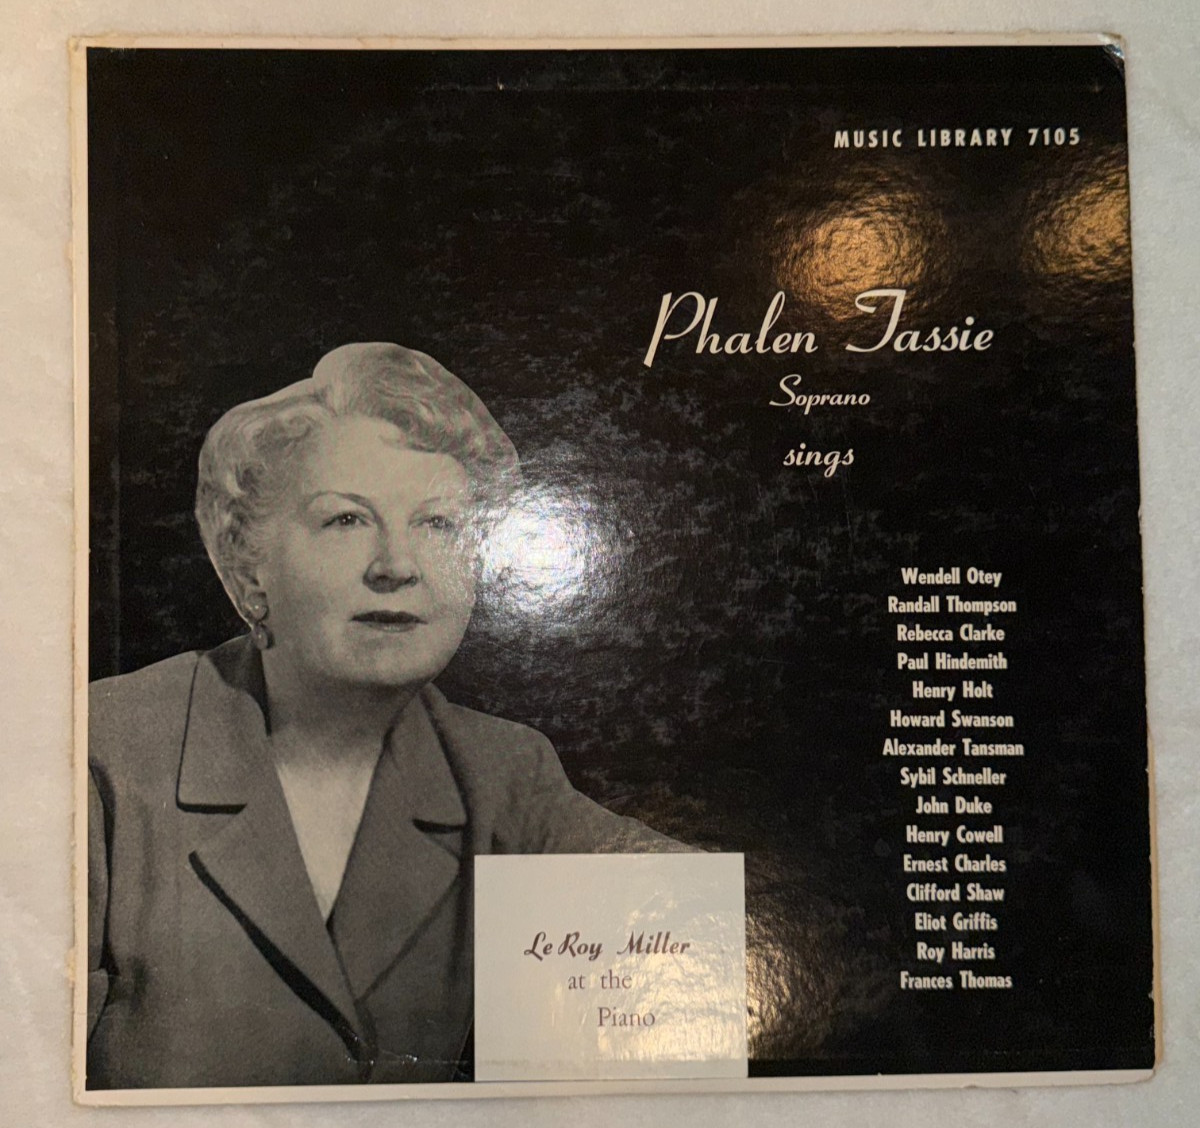 MUSIC LIBRARY 7105
Phalen Tassie
Soprano
sings
Wendell Otey
Randall Thompson
Rebecca Clarke
Paul Hindemith
Henry Holt
Howard Swanson
Alexander Tansman
Sybil Schneller
John Duke
Henry Cowell
Ernest Charles
Clifford Shaw
Eliot Griffis
Roy Harris
Frances Thomas
Le Roy Miller
at the
Piano